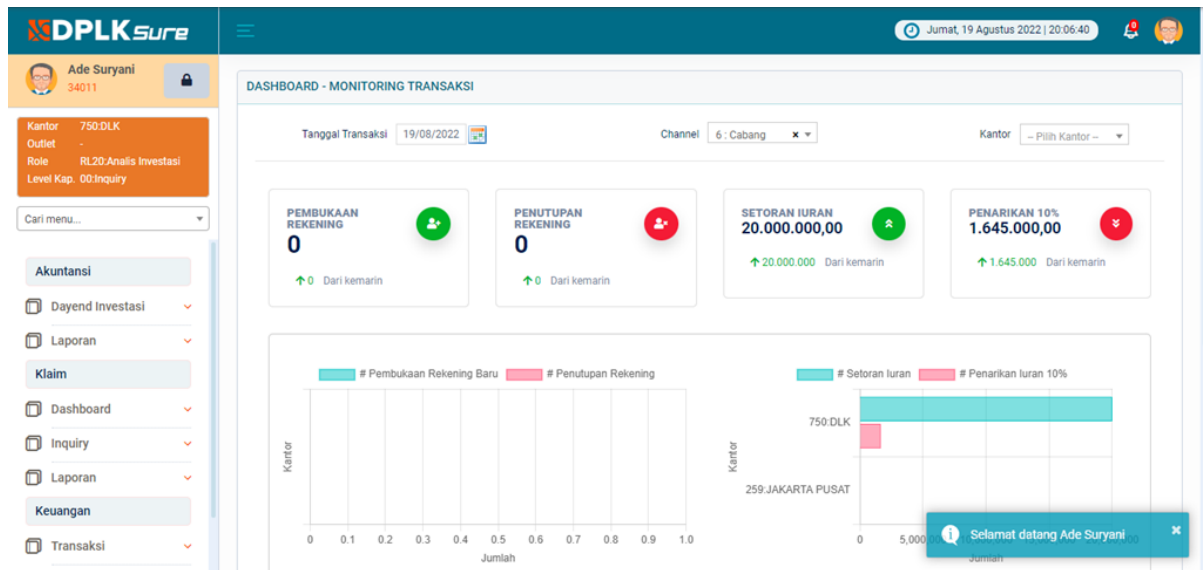 DPLKSure
Jumat, 19 Agustus 2022 | 20:06:40
0
Ade Suryani
34011
Kantor 750:DLK
Outlet -
Role RL20:Analis Investasi
Level Kap. 00:Inquiry
Cari menu...
Akuntansi
Dayend Investasi
Laporan
Klaim
Dashboard
Inquiry
Laporan
Keuangan
Transaksi
DASHBOARD - MONITORING TRANSAKSI
Tanggal Transaksi 19/08/2022
Channel 6 : Cabang
Kantor -- Pilih Kantor --
PEMBUKAAN
REKENING
0
0 Dari kemarin
PENUTUPAN
REKENING
0
0 Dari kemarin
SETORAN IURAN
20.000.000,00
20.000.000 Dari kemarin
PENARIKAN 10%
1.645.000,00
1.645.000 Dari kemarin
# Pembukaan Rekening Baru # Penutupan Rekening
Kantor
0 0.1 0.2 0.3 0.4 0.5 0.6 0.7 0.8 0.9 1.0
Jumlah
# Setoran Iuran # Penarikan Iuran 10%
Kantor
750:DLK
259:JAKARTA PUSAT
0
Jumlah
Selamat datang Ade Suryani